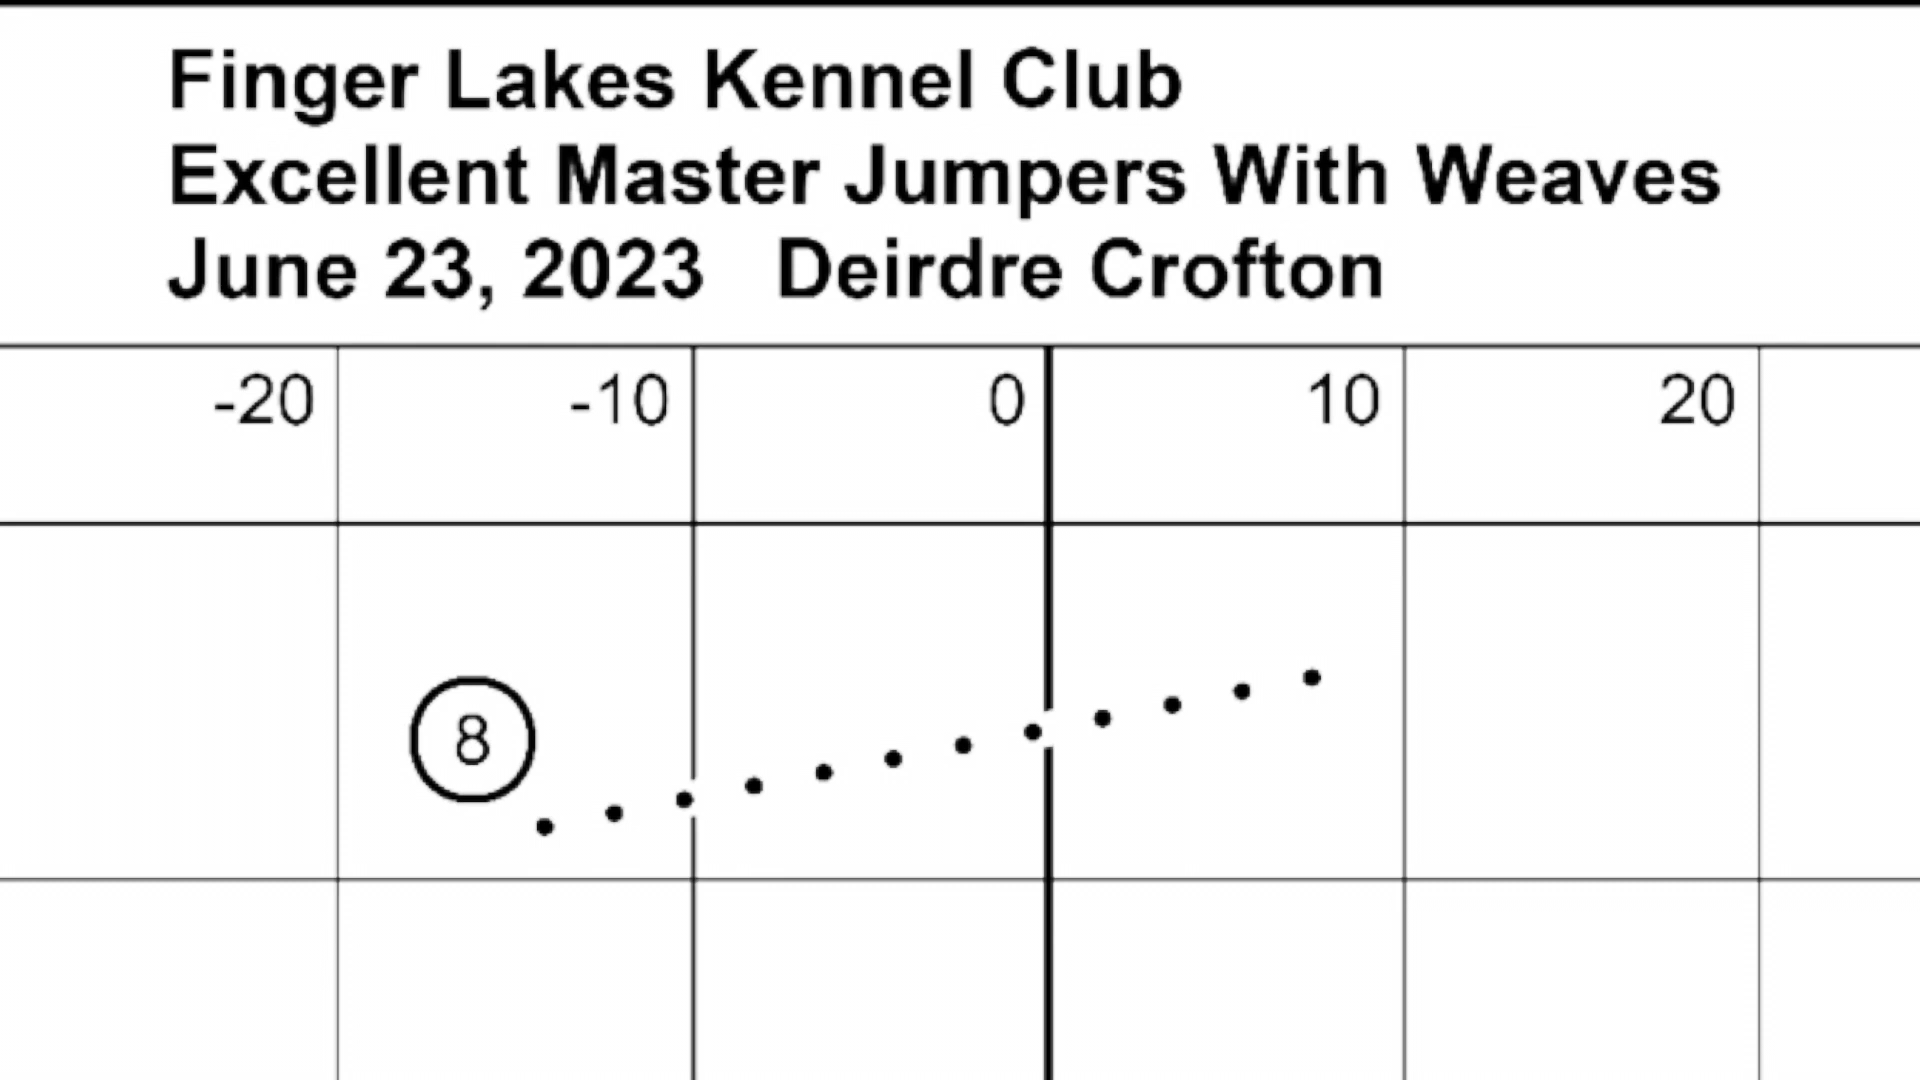 Finger Lakes Kennel Club
Excellent Master Jumpers With Weaves
June 23, 2023 Deirdre Crofton
-20 -10 0 10 20
8